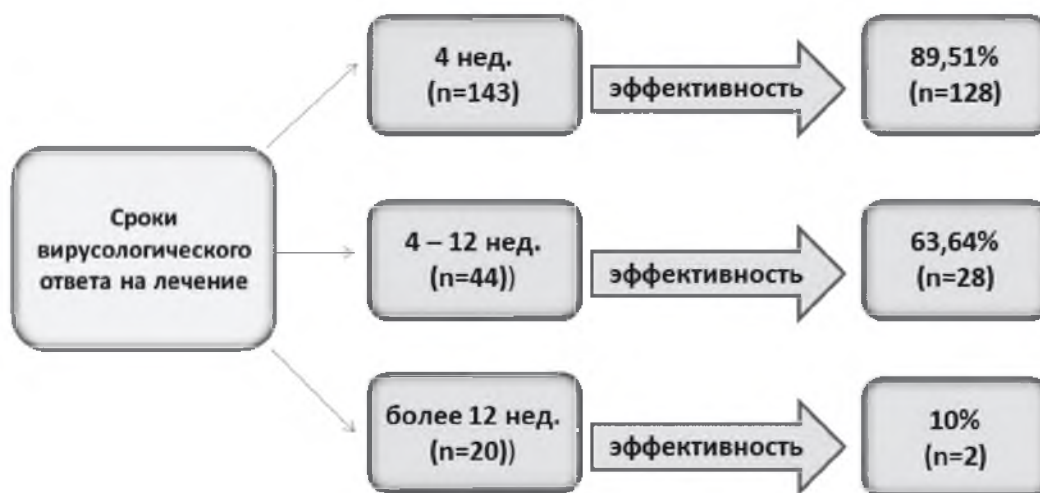 Сроки
вирусологического
ответа на лечение
4 нед.
(n=143)
эффективность
89,51%
(n=128)
4 – 12 нед.
(n=44))
эффективность
63,64%
(n=28)
более 12 нед.
(n=20))
эффективность
10%
(n=2)